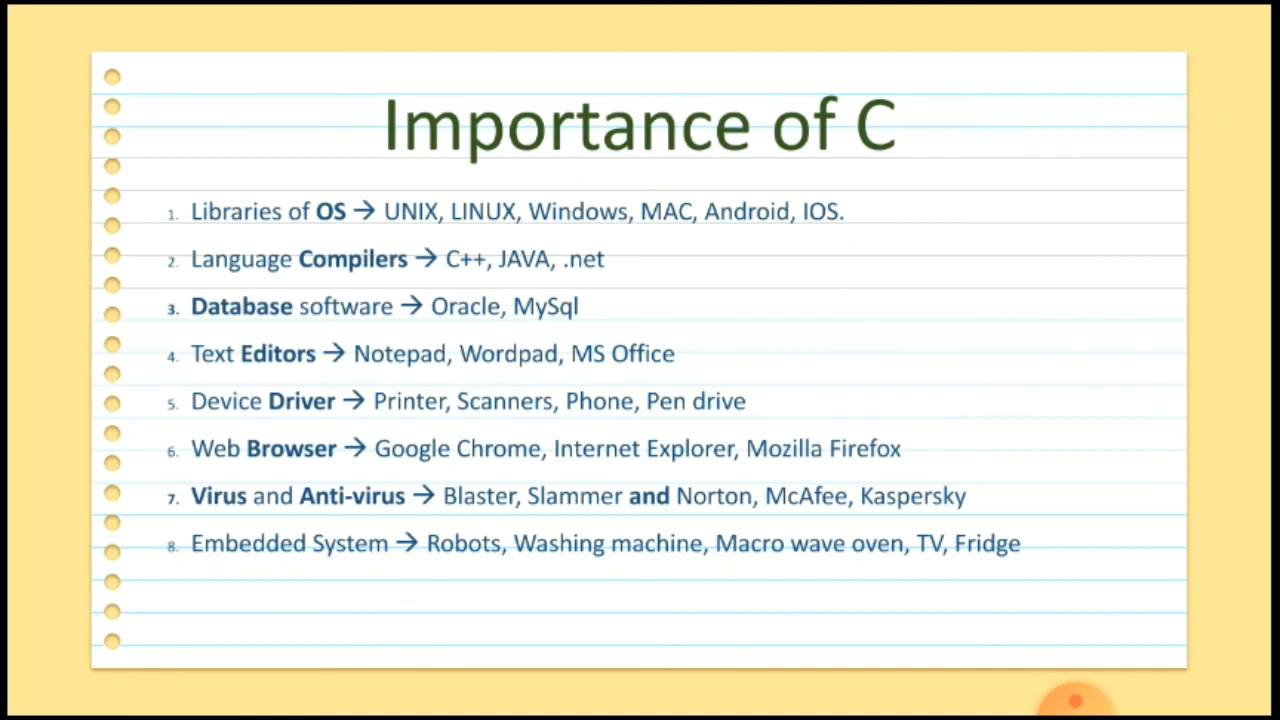 Importance of C
1. Libraries of OS → UNIX, LINUX, Windows, MAC, Android, IOS.
2. Language Compilers → C++, JAVA, .net
3. Database software → Oracle, MySql
4. Text Editors → Notepad, Wordpad, MS Office
5. Device Driver → Printer, Scanners, Phone, Pen drive
6. Web Browser → Google Chrome, Internet Explorer, Mozilla Firefox
7. Virus and Anti-virus → Blaster, Slammer and Norton, McAfee, Kaspersky
8. Embedded System → Robots, Washing machine, Macro wave oven, TV, Fridge